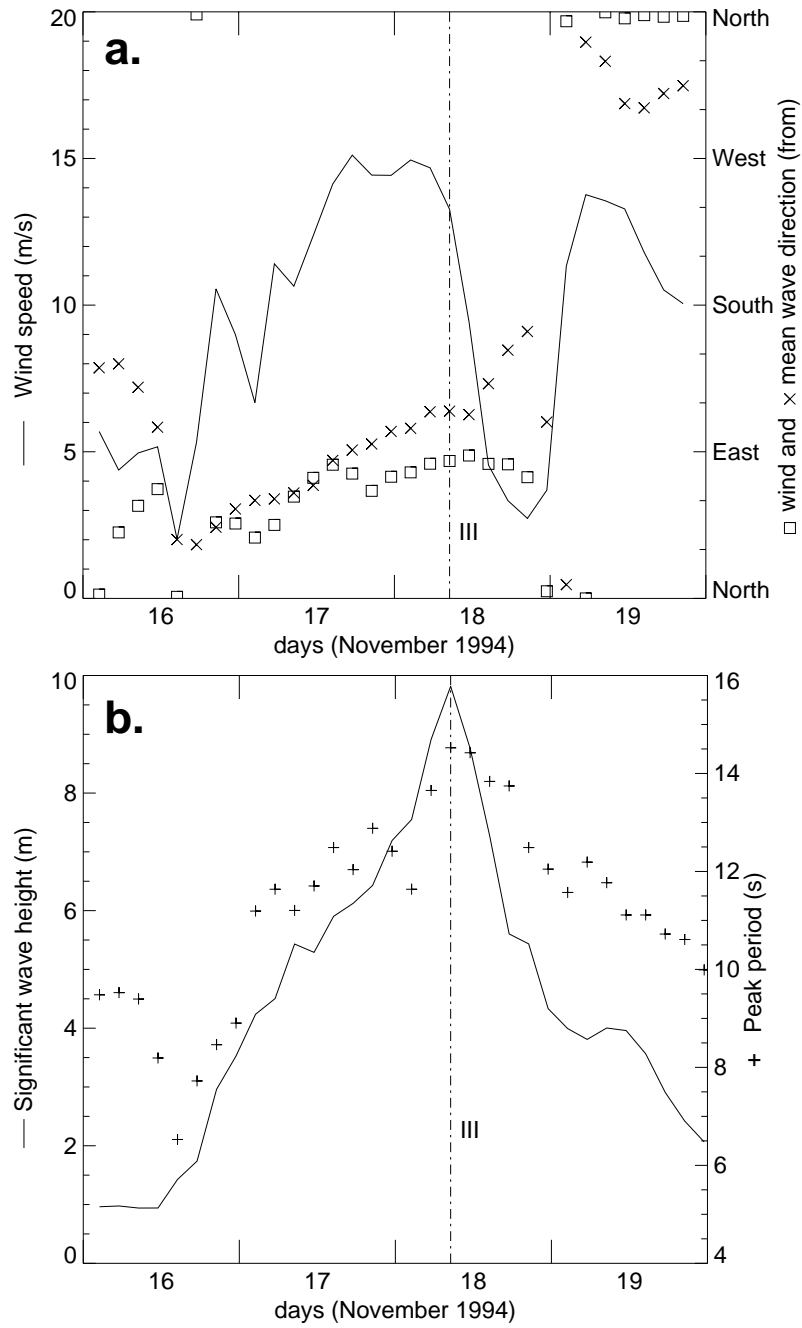 a.
20
15
10
5
0
Wind speed (m/s)
North
West
South
East
North
wind and × mean wave direction (from)
III
16
17
18
19
days (November 1994)
b.
10
8
6
4
2
0
Significant wave height (m)
16
14
12
10
8
6
4
+ Peak period (s)
III
16
17
18
19
days (November 1994)